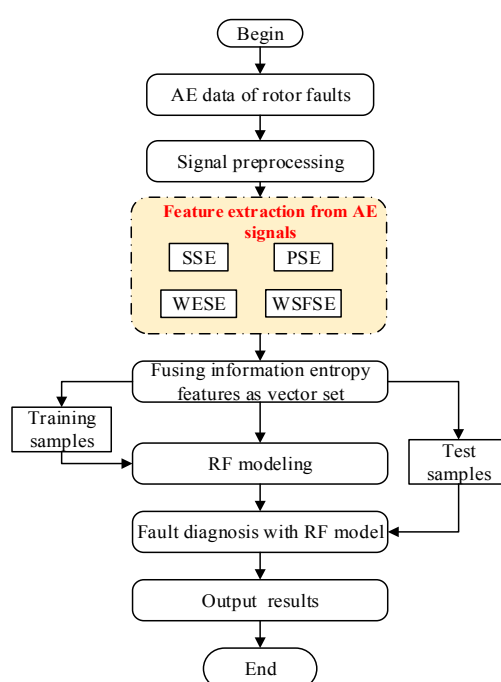 Begin
AE data of rotor faults
Signal preprocessing
Feature extraction from AE
signals
SSE
PSE
WESE
WSFSE
Fusing information entropy
features as vector set
Training
samples
RF modeling
Test
samples
Fault diagnosis with RF model
Output results
End